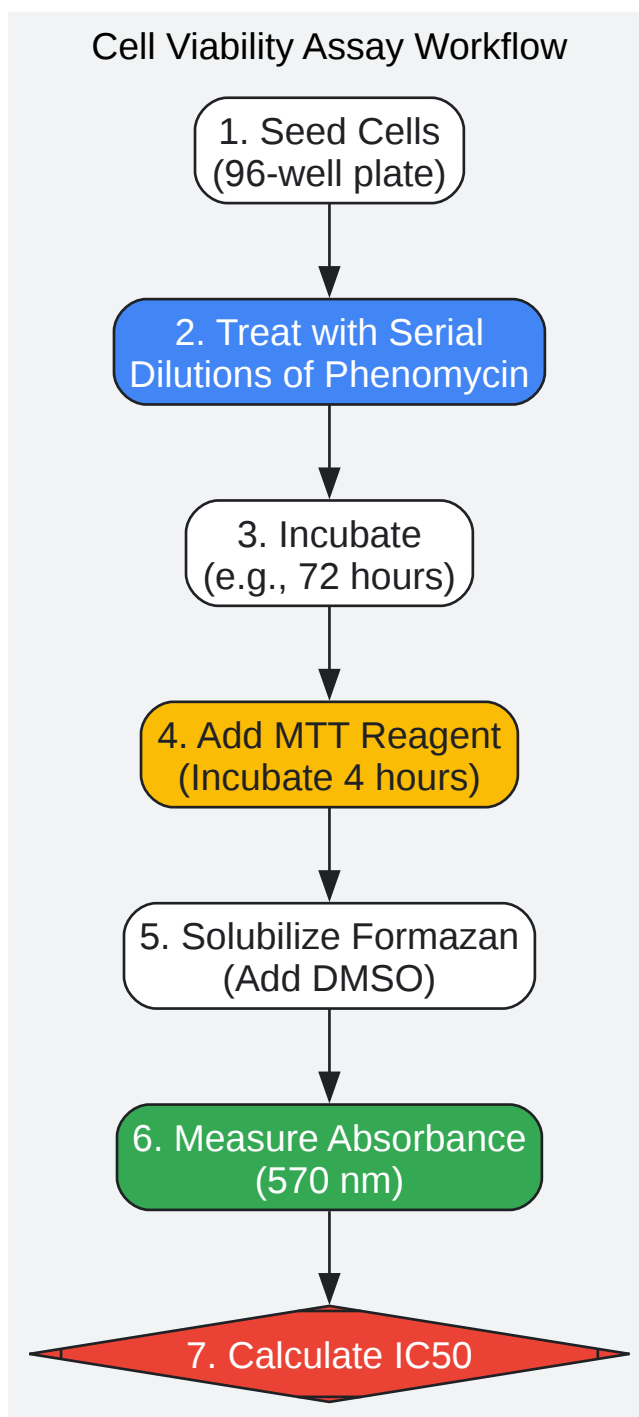 Cell Viability Assay Workflow
1. Seed Cells
(96-well plate)
2. Treat with Serial
Dilutions of Phenomycin
3. Incubate
(e.g., 72 hours)
4. Add MTT Reagent
(Incubate 4 hours)
5. Solubilize Formazan
(Add DMSO)
6. Measure Absorbance
(570 nm)
7. Calculate IC50